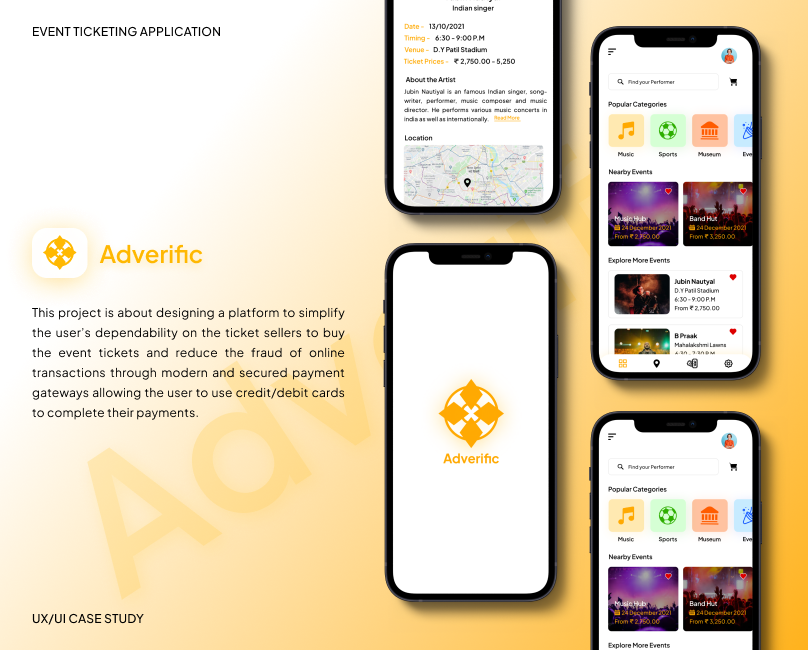 EVENT TICKETING APPLICATION
Adverific
This project is about designing a platform to simplify
the user's dependability on the ticket sellers to buy
the event tickets and reduce the fraud of online
transactions through modern and secured payment
gateways allowing the user to use credit/debit cards
to complete their payments.
UX/UI CASE STUDY
Indian singer
Date - 13/10/2021
Timing - 6:30 - 9:00 P.M
Venue - D.Y Patil Stadium
Ticket Prices - ₹ 2,750.00 - 5,250
About the Artist
Jubin Nautiyal is an famous Indian singer, song-
writer, performer, music composer and music
director. He performs various music concerts in
india as well as internationally. Read More
Location
Adverific
Find your Performer
Popular Categories
Music Sports Museum Eve
Nearby Events
Music Hub Band Hut
24 December 2021 24 December 2021
From ₹ 2,750.00 From ₹ 3,250.00
Explore More Events
Jubin Nautyal
D.Y Patil Stadium
6:30 - 9:00 P.M
From ₹ 2,750.00
B Praak
Mahalakshmi Lawns
6:30 - 7:30 P.M
Find your Performer
Popular Categories
Music Sports Museum Eve
Nearby Events
Music Hub Band Hut
24 December 2021 24 December 2021
From ₹ 2,750.00 From ₹ 3,250.00
Explore More Events